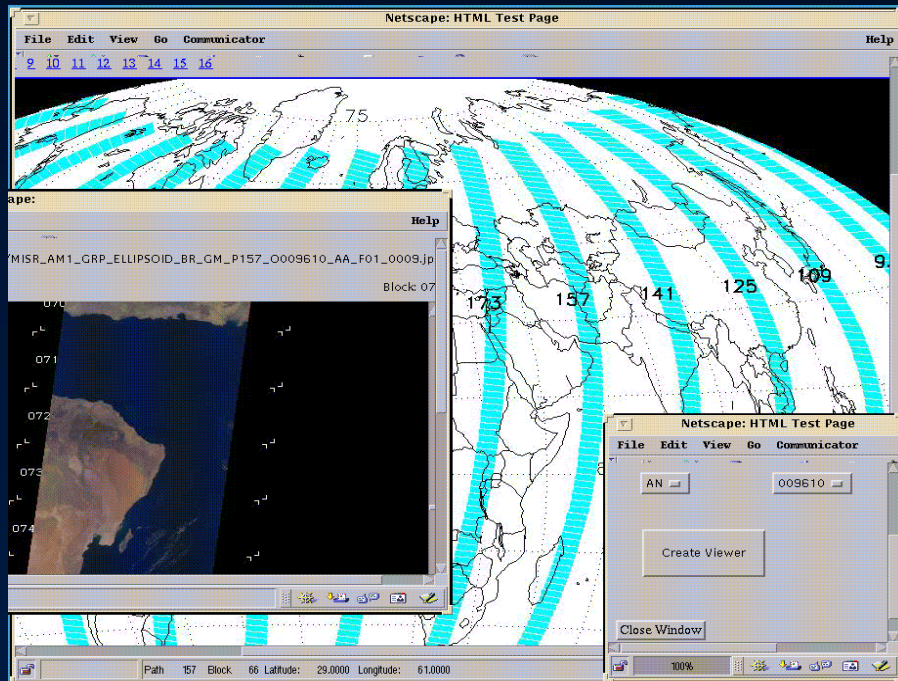 Netscape: HTML Test Page
File Edit View Go Communicator Help
9 10 11 12 13 14 15 16
75
ape:
Help
/MISR_AM1_GRP_ELLIPSOID_BR_GM_P157_O009610_AA_F01_0009.jp
Block: 07
173 157 141 125 109 9
070
071
072
073
074
Netscape: HTML Test Page
File Edit View Go Communicator
AN 009610
Create Viewer
Close Window
100%
Path 157 Block 66 Latitude: 29.0000 Longitude: 61.0000